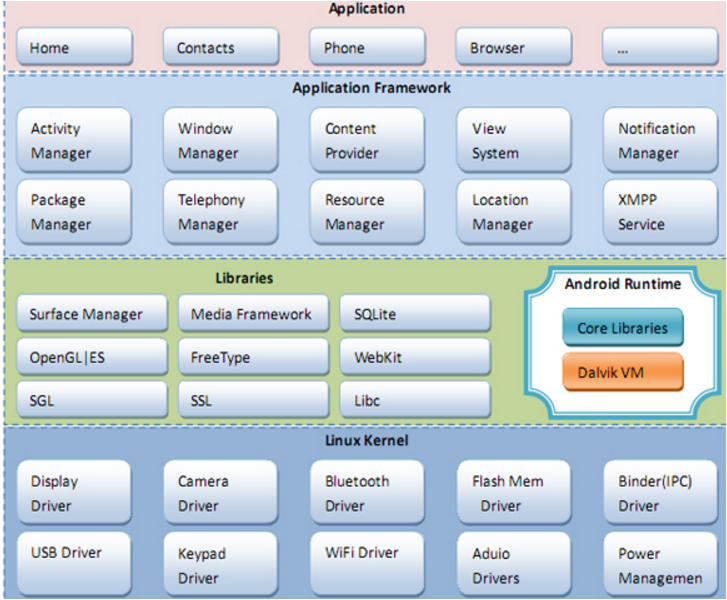 Application
Home
Contacts
Phone
Browser
...
Application Framework
Activity
Manager
Window
Manager
Content
Provider
View
System
Notification
Manager
Package
Manager
Telephony
Manager
Resource
Manager
Location
Manager
XMPP
Service
Libraries
Surface Manager
Media Framework
SQLite
OpenGL|ES
FreeType
WebKit
SGL
SSL
Libc
Android Runtime
Core Libraries
Dalvik VM
Linux Kernel
Display
Driver
Camera
Driver
Bluetooth
Driver
Flash Mem
Driver
Binder(IPC)
Driver
USB Driver
Keypad
Driver
WiFi Driver
Aduio
Drivers
Power
Managemen